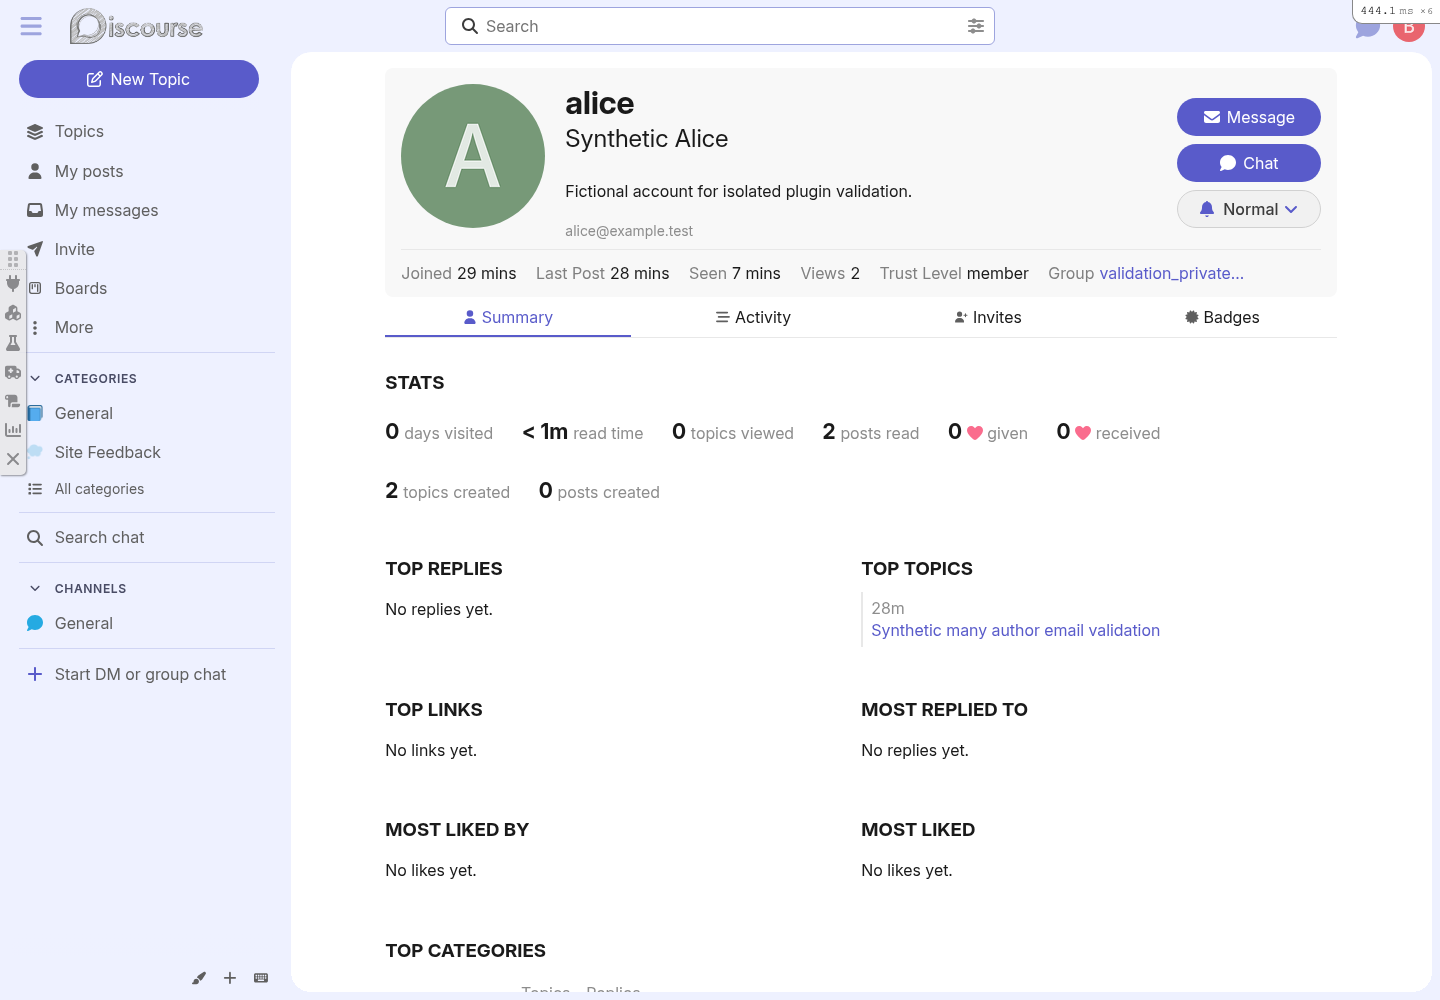 Discourse
Search
444.1 ms ×6
B
New Topic
Topics
My posts
My messages
Invite
Boards
More
CATEGORIES
General
Site Feedback
All categories
Search chat
CHANNELS
General
Start DM or group chat
A
alice
Synthetic Alice
Fictional account for isolated plugin validation.
alice@example.test
Message
Chat
Normal
Joined 29 mins Last Post 28 mins Seen 7 mins Views 2 Trust Level member Group validation_private...
Summary Activity Invites Badges
STATS
0 days visited < 1m read time 0 topics viewed 2 posts read 0 given 0 received
2 topics created 0 posts created
TOP REPLIES
No replies yet.
TOP TOPICS
28m
Synthetic many author email validation
TOP LINKS
No links yet.
MOST REPLIED TO
No replies yet.
MOST LIKED BY
No likes yet.
MOST LIKED
No likes yet.
TOP CATEGORIES
Topics Replies